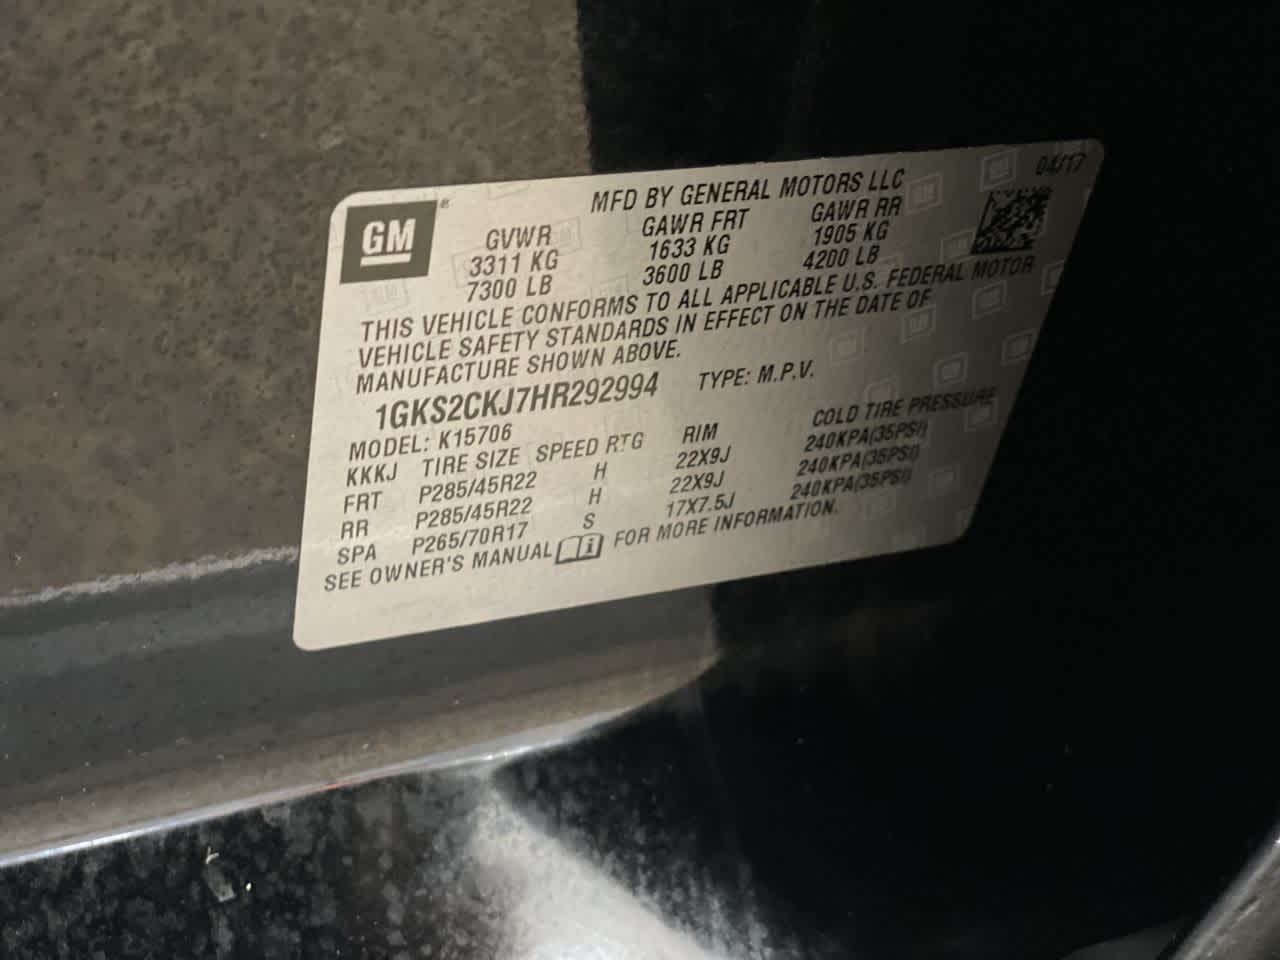 GM®
MFD BY GENERAL MOTORS LLC 04/17
GVWR GAWR FRT GAWR RR
3311 KG 1633 KG 1905 KG
7300 LB 3600 LB 4200 LB
THIS VEHICLE CONFORMS TO ALL APPLICABLE U.S. FEDERAL MOTOR
VEHICLE SAFETY STANDARDS IN EFFECT ON THE DATE OF
MANUFACTURE SHOWN ABOVE.
1GKS2CKJ7HR292994 TYPE: M.P.V.
MODEL: K15706
KKKJ TIRE SIZE SPEED RTG RIM COLD TIRE PRESSURE
FRT P285/45R22 H 22X9J 240KPA(35PSI)
RR P285/45R22 H 22X9J 240KPA(35PSI)
SPA P265/70R17 S 17X7.5J 240KPA(35PSI)
SEE OWNER'S MANUAL i FOR MORE INFORMATION.